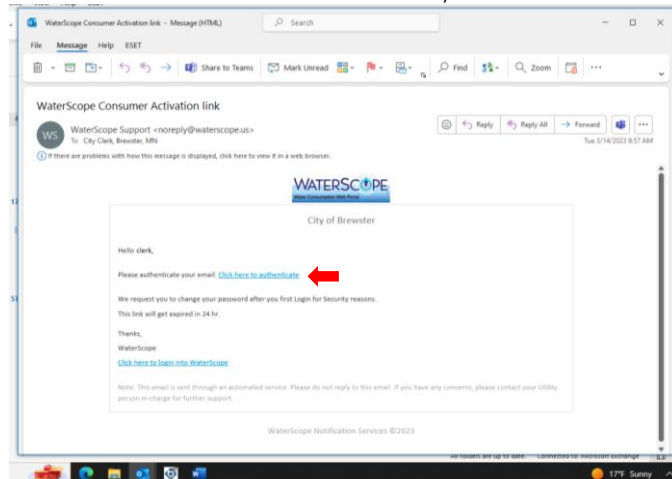 WaterScope Consumer Activation link - Message (HTML)
Search
File Message Help ESET
Share to Teams Mark Unread Find Zoom
WaterScope Consumer Activation link
WS
WaterScope Support <noreply@waterscope.us>
To City Clerk, Brewster, MN
Reply Reply All Forward
Tue 3/14/2023 9:57 AM
If there are problems with how this message is displayed, click here to view it in a web browser.
WATERSCOPE
Water Consumption Web Portal
City of Brewster
Hello clerk,
Please authenticate your email: Click here to authenticate
We request you to change your password after you first Login for Security reasons.
This link will get expired in 24 hr.
Thanks,
WaterScope
Click here to login into WaterScope
Note: This email is sent through an automated service. Please do not reply to this email. If you have any concerns, please contact your Utility
person in-charge for further support.
WaterScope Notification Services ©2023
All folders are up to date. Connected to: Microsoft Exchange
17°F Sunny